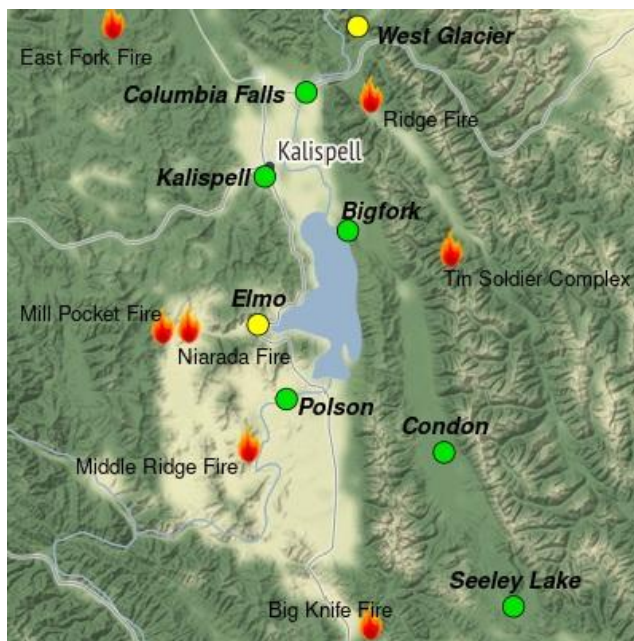 West Glacier
East Fork Fire
Columbia Falls
Ridge Fire
Kalispell
Kalispell
Bigfork
Tin Soldier Complex
Elmo
Mill Pocket Fire
Niarada Fire
Polson
Condon
Middle Ridge Fire
Seeley Lake
Big Knife Fire